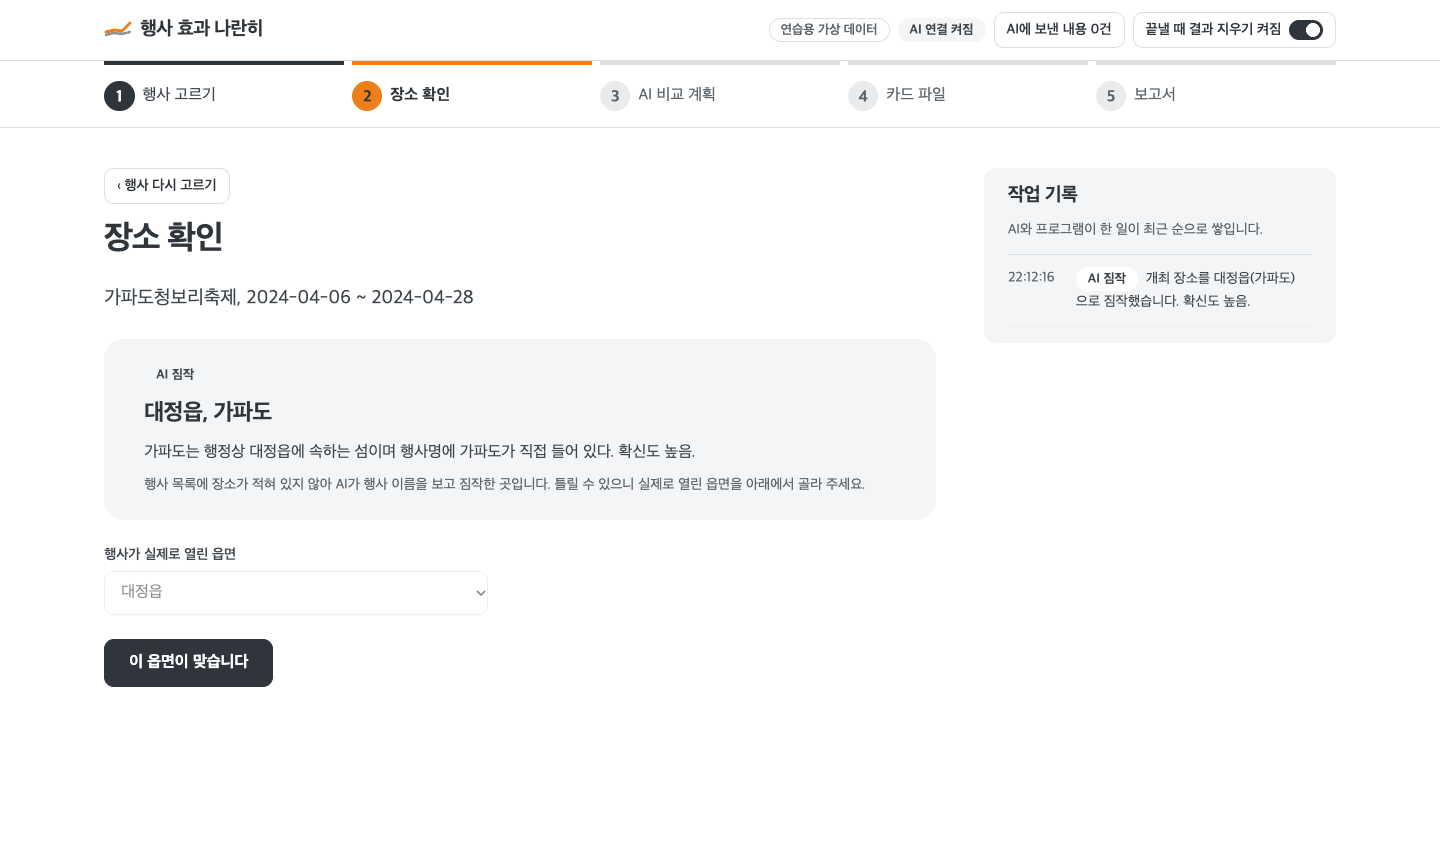 행사 효과 나란히
연습용 가상 데이터
AI 연결 켜짐
AI에 보낸 내용 0건
끝낼 때 결과 지우기 켜짐
1 행사 고르기
2 장소 확인
3 AI 비교 계획
4 카드 파일
5 보고서
‹ 행사 다시 고르기
장소 확인
가파도청보리축제, 2024-04-06 ~ 2024-04-28
AI 짐작
대정읍, 가파도
가파도는 행정상 대정읍에 속하는 섬이며 행사명에 가파도가 직접 들어 있다. 확신도 높음.
행사 목록에 장소가 적혀 있지 않아 AI가 행사 이름을 보고 짐작한 곳입니다. 틀릴 수 있으니 실제로 열린 읍면을 아래에서 골라 주세요.
행사가 실제로 열린 읍면
대정읍
이 읍면이 맞습니다
작업 기록
AI와 프로그램이 한 일이 최근 순으로 쌓입니다.
22:12:16 AI 짐작 개최 장소를 대정읍(가파도)
으로 짐작했습니다. 확신도 높음.